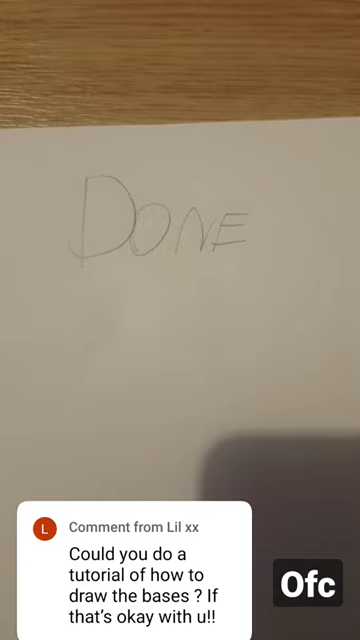 DONE
L
Comment from Lil xx
Could you do a
tutorial of how to
draw the bases ? If
that's okay with u!!
Ofc